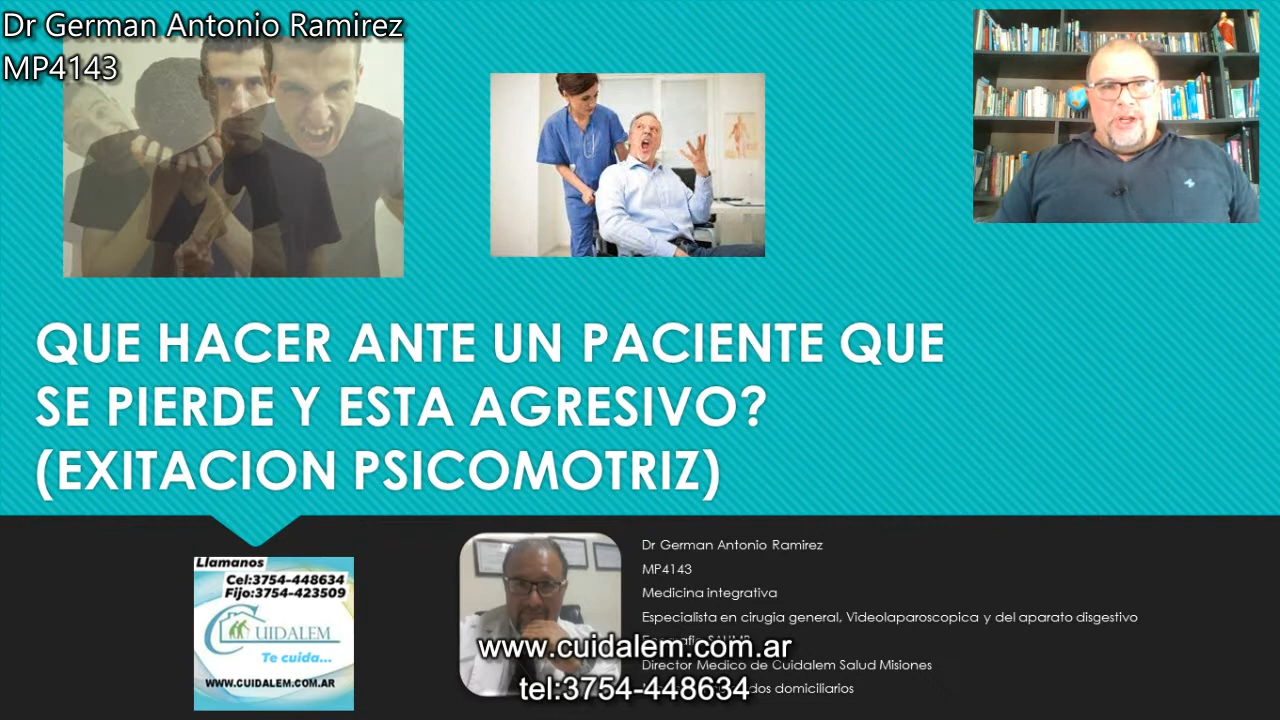 Dr German Antonio Ramirez
MP4143
QUE HACER ANTE UN PACIENTE QUE
SE PIERDE Y ESTA AGRESIVO?
(EXITACION PSICOMOTRIZ)
Llamanos
Cel:3754-448634
Fijo:3754-423509
CUIDALEM
Te cuida...
WWW.CUIDALEM.COM.AR
Dr German Antonio Ramirez
MP4143
Medicina integrativa
Especialista en cirugia general, Videolaparoscopica y del aparato disgestivo
www.cuidalem.com.ar
Director Medico de Cuidalem Salud Misiones
tel:3754-448634
domiciliarios